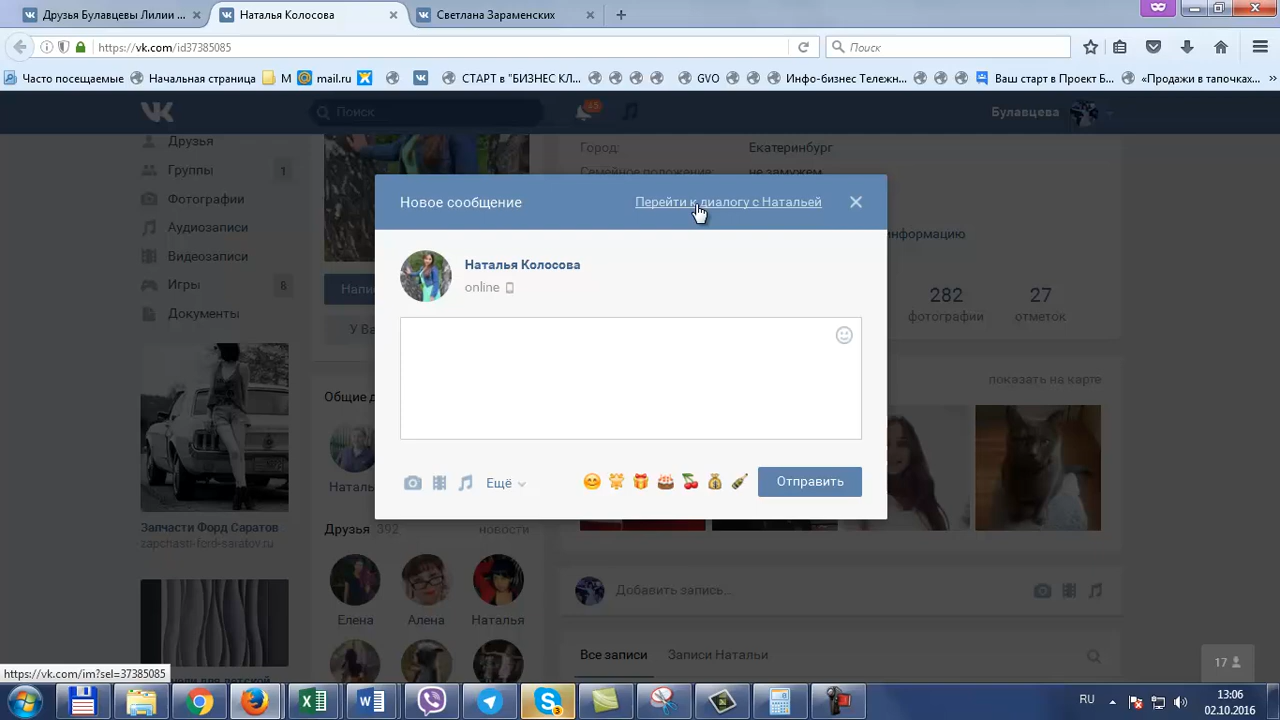 Друзья Булавцевы Лилии ...
Наталья Колосова
Светлана Зараменских
https://vk.com/id37385085
Поиск
Часто посещаемые
Начальная страница
М
mail.ru
СТАРТ в "БИЗНЕС КЛ...
GVO
Инфо-бизнес Тележн...
Ваш старт в Проект Б...
«Продажи в тапочках...
Поиск
45
Булавцева
Друзья
Группы 1
Фотографии
Аудиозаписи
Видеозаписи
Игры 8
Документы
Город: Екатеринбург
не замужем
информацию
282 фотографии
27 отметок
показать на карте
Новое сообщение
Перейти к диалогу с Натальей
Наталья Колосова
online
Ещё
Отправить
Запчасти Форд Саратов
zapchasti-ford-saratov.ru
Друзья 392 новости
Елена Алена Наталья
Добавить запись...
Все записи
Записи Натальи
17
https://vk.com/im?sel=37385085
3
RU
13:06
02.10.2016